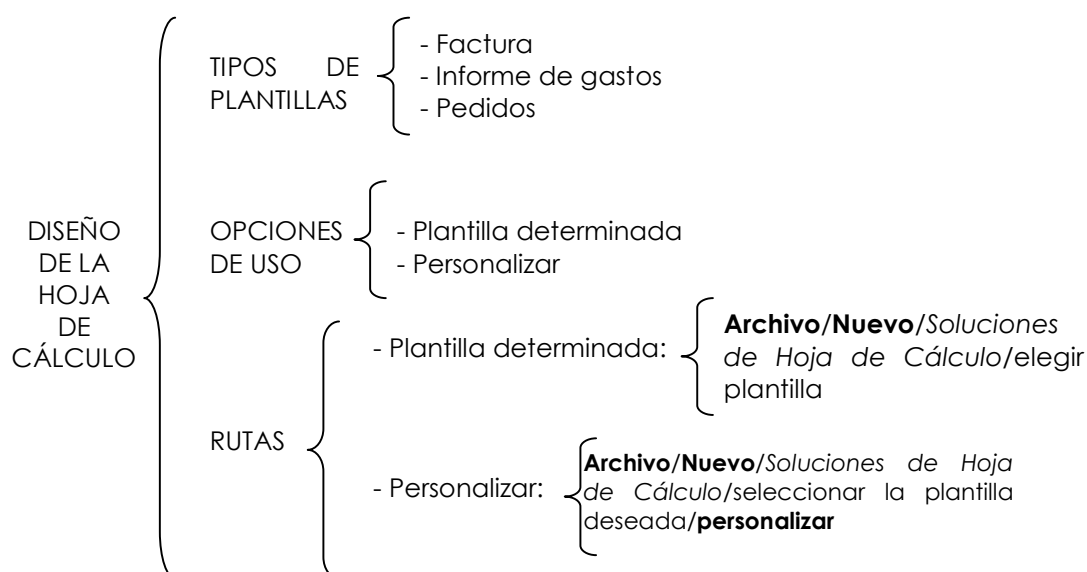 DISEÑO
DE LA
HOJA
DE
CÁLCULO
TIPOS DE
PLANTILLAS
- Factura
- Informe de gastos
- Pedidos
OPCIONES
DE USO
- Plantilla determinada
- Personalizar
RUTAS
- Plantilla determinada:
Archivo/Nuevo/Soluciones
de Hoja de Cálculo/elegir
plantilla
- Personalizar:
Archivo/Nuevo/Soluciones de Hoja
de Cálculo/seleccionar la plantilla
deseada/personalizar